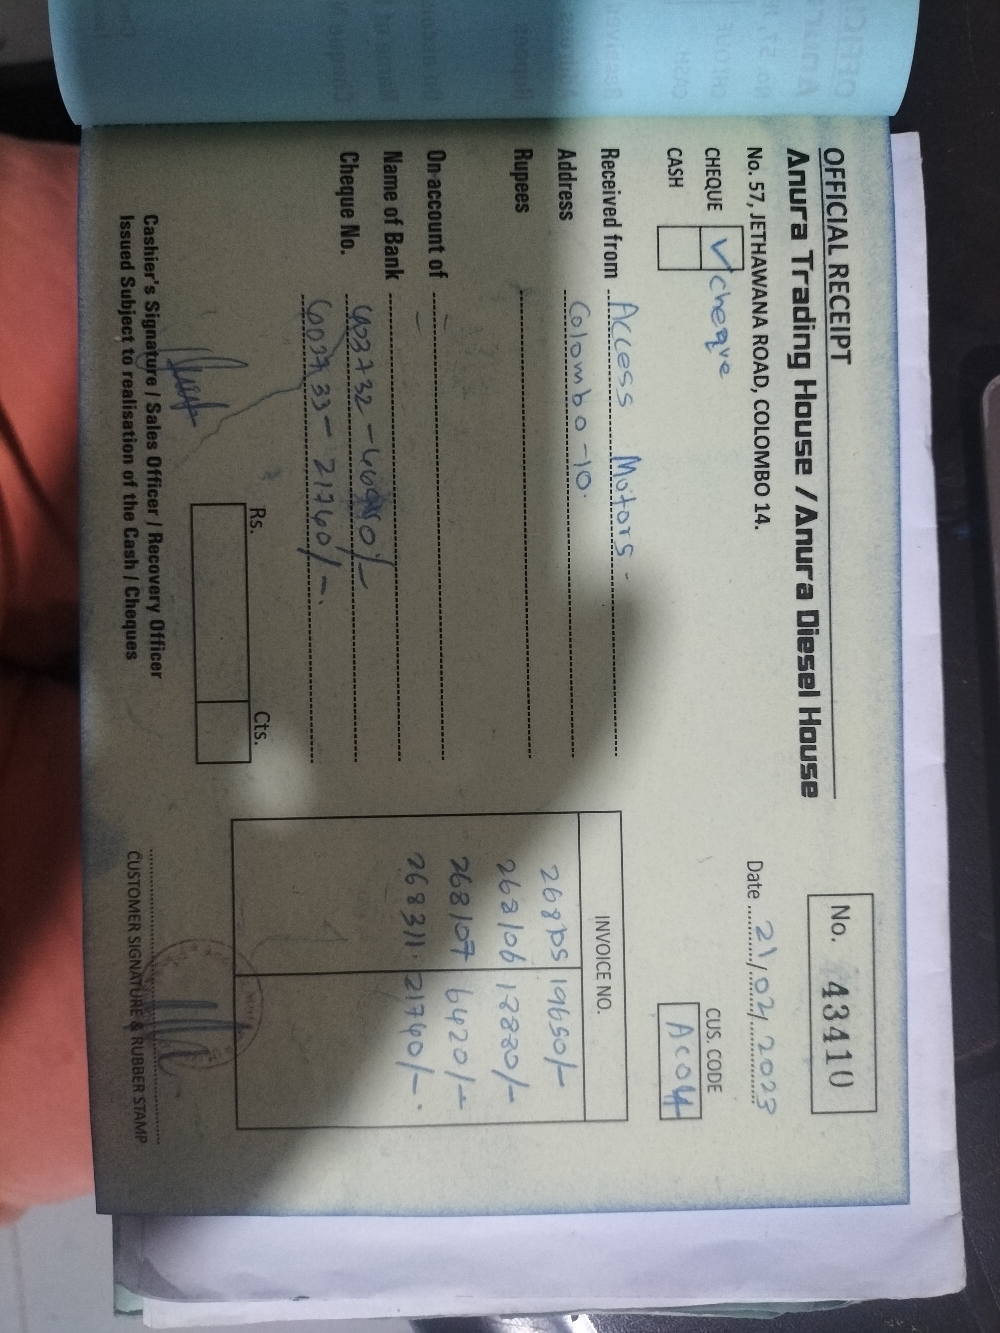 OFFICIAL RECEIPT
Anura Trading House / Anura Diesel House
No. 57, JETHAWANA ROAD, COLOMBO 14.
No. 43410
Date 21/02/2023
CHEQUE ✓ cheque
CASH
CUS. CODE
AC04
Received from Access Motors -
Address Colombo -10.
Rupees
On-account of -
Name of Bank -
Cheque No. 603732 -
603733 - 21740/-.
INVOICE NO.
19650/-
268106
268107 6420/-
268311. 21740/-.
Rs. Cts.
Cashier's Signature / Sales Officer / Recovery Officer
Issued Subject to realisation of the Cash / Cheques
CUSTOMER SIGNATURE & RUBBER STAMP